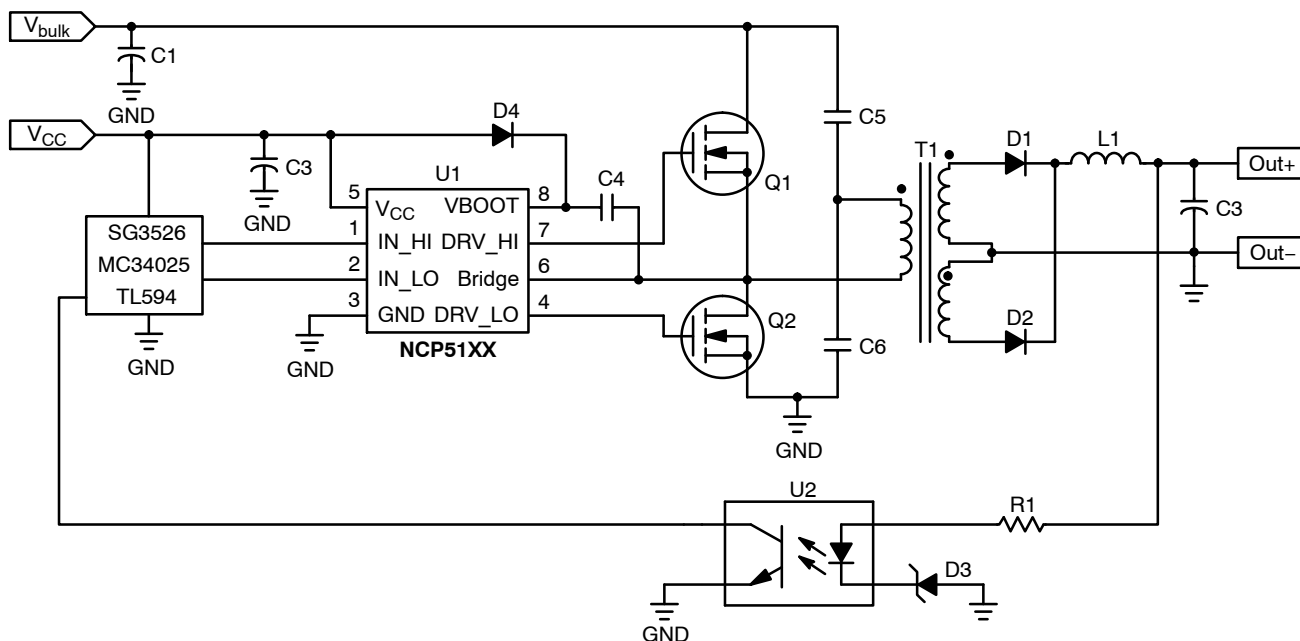 Vbulk
C1
GND
VCC
D4
C3
GND
C5
Q1
T1
D1
L1
Out+
C3
Out−
U1
SG3526
MC34025
TL594
GND
5
VCC
VBOOT
8
C4
1
IN_HI
DRV_HI
7
2
IN_LO
Bridge
6
3
GND
DRV_LO
4
GND
NCP51XX
Q2
C6
D2
GND
U2
R1
D3
GND